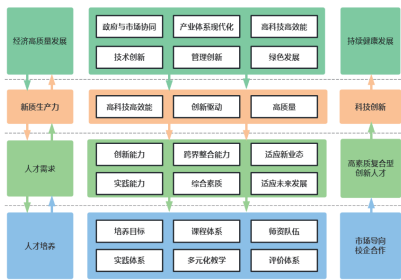 政府与市场协同 产业体系现代化 高科技高效能
经济高质量发展 持续健康发展
技术创新 管理创新 绿色发展
新质生产力 高科技高效能 创新驱动 高质量 科技创新
创新能力 跨界整合能力 适应新业态
人才需求 高素质复合型
创新人才
实践能力 综合素质 适应未来发展
培养目标 课程体系 师资队伍
人才培养 市场导向
校企合作
实践体系 多元化教学 评价体系